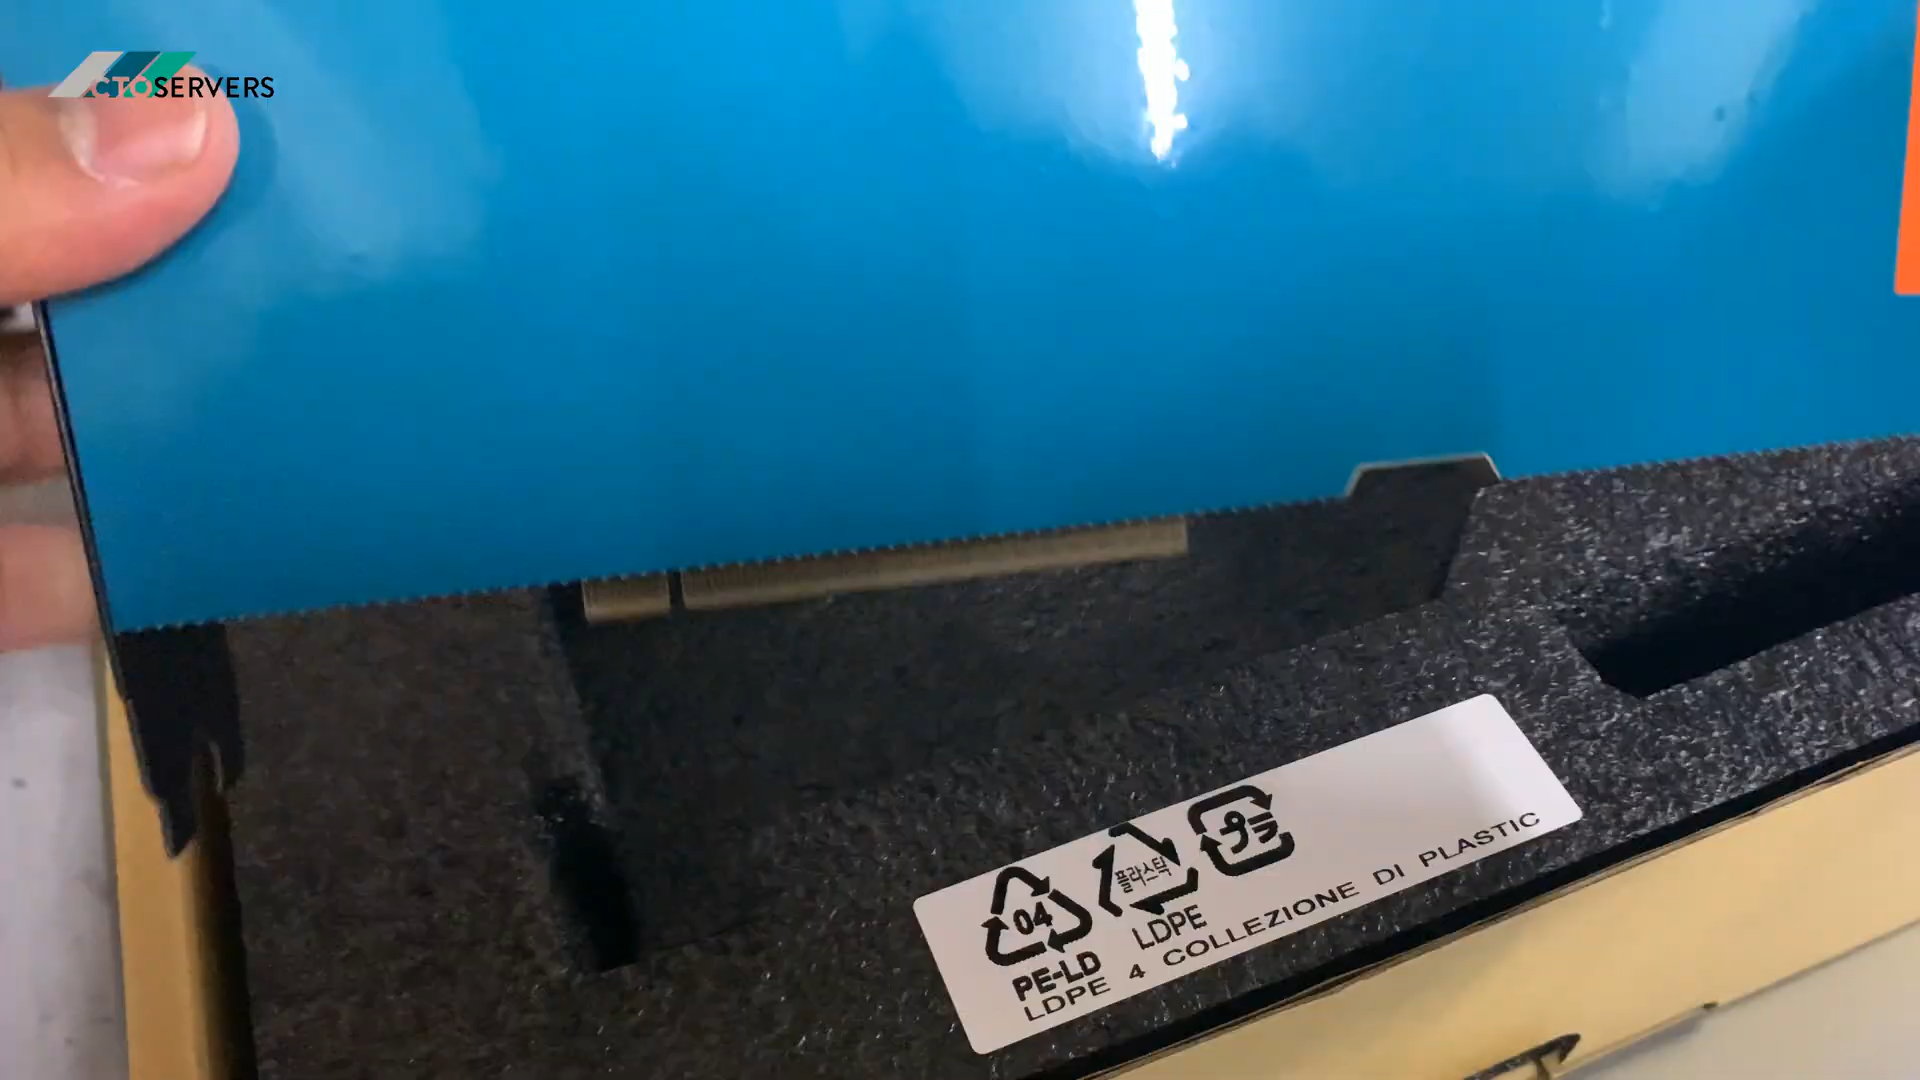 CTOSERVERS
04
플라스틱
プラ
PE-LD
LDPE
LDPE 4 COLLEZIONE DI PLASTIC